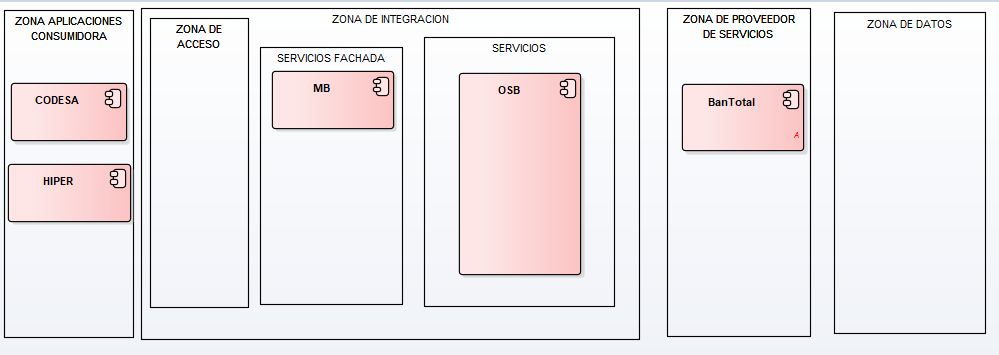 ZONA APLICACIONES
CONSUMIDORA
CODESA
HIPER
ZONA DE INTEGRACION
ZONA DE
ACCESO
SERVICIOS FACHADA
MB
SERVICIOS
OSB
ZONA DE PROVEEDOR
DE SERVICIOS
BanTotal
A
ZONA DE DATOS